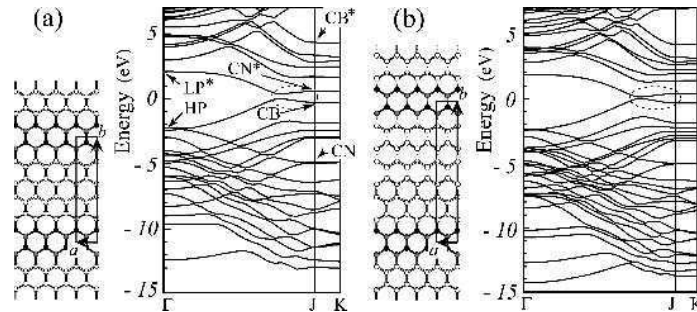 (a)
b
a
Energy (eV)
5
0
- 5
- 10
- 15
CB*
CN*
LP*
HP
CB
CN
Γ
J
K
(b)
b
a
Energy (eV)
5
0
- 5
- 10
- 15
Γ
J
K